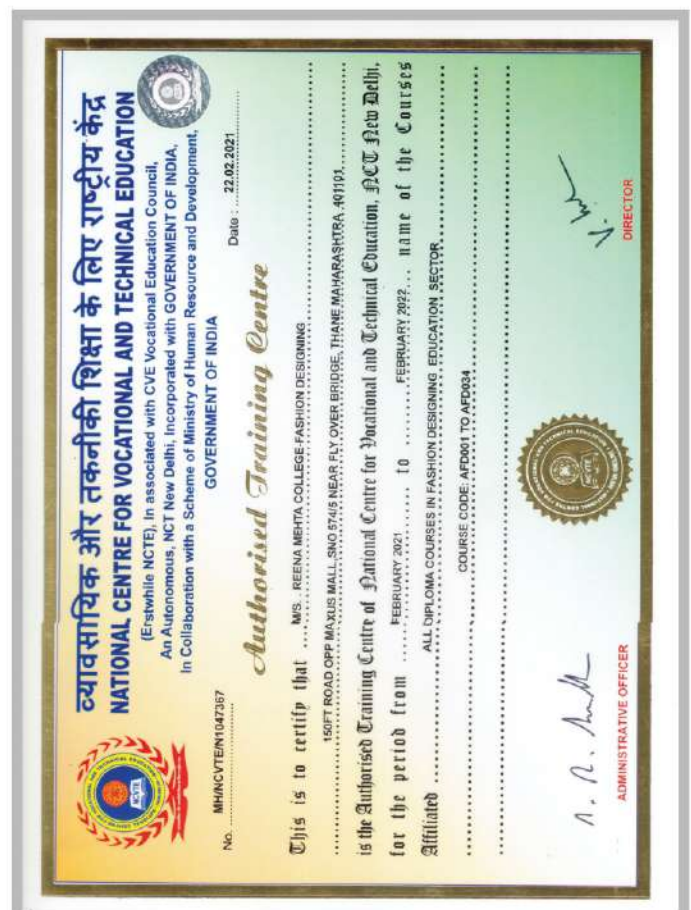 व्यावसायिक और तकनीकी शिक्षा के लिए राष्ट्रीय केंद्र
NATIONAL CENTRE FOR VOCATIONAL AND TECHNICAL EDUCATION
(Erstwhile NCTE), In associated with CVE Vocational Education Council,
An Autonomous, NCT New Delhi, Incorporated with GOVERNMENT OF INDIA,
In Collaboration with a Scheme of Ministry of Human Resource and Development,
GOVERNMENT OF INDIA
NCVTE
No. MH/NCVTE/N1047367
Date : 22.02.2021
Authorised Training Centre
This is to certify that M/S. . REENA MEHTA COLLEGE-FASHION DESIGNING
150FT ROAD OPP MAXUS MALL, SNO 574/5 NEAR FLY OVER BRIDGE, THANE MAHARASHTRA .401101
is the Authorised Training Centre of National Centre for Vocational and Technical Education, NCT New Delhi,
for the period from FEBRUARY 2021 to FEBRUARY 2022 name of the Courses
Affiliated ALL DIPLOMA COURSES IN FASHION DESIGNING EDUCATION SECTOR
COURSE CODE: AFD001 TO AFD034
ADMINISTRATIVE OFFICER
DIRECTOR